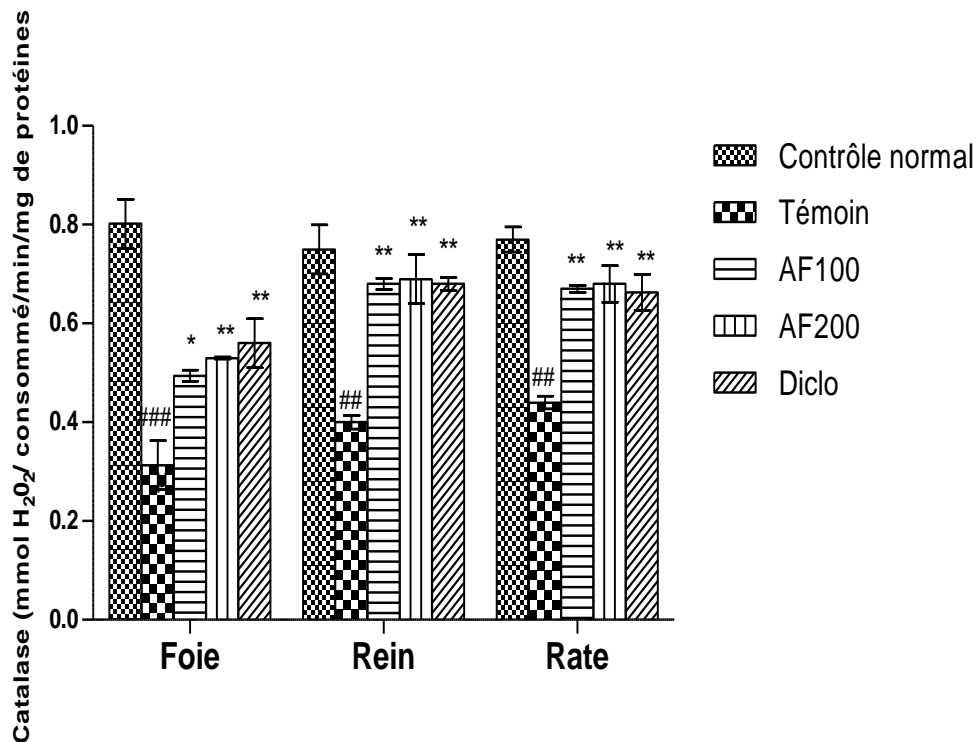 Catalase (mmol H₂0₂/ consommé/min/mg de protéines
1.0
0.8
0.6
0.4
0.2
0.0
###
*
**
**
##
**
**
**
##
**
**
**
Foie
Rein
Rate
Contrôle normal
Témoin
AF100
AF200
Diclo